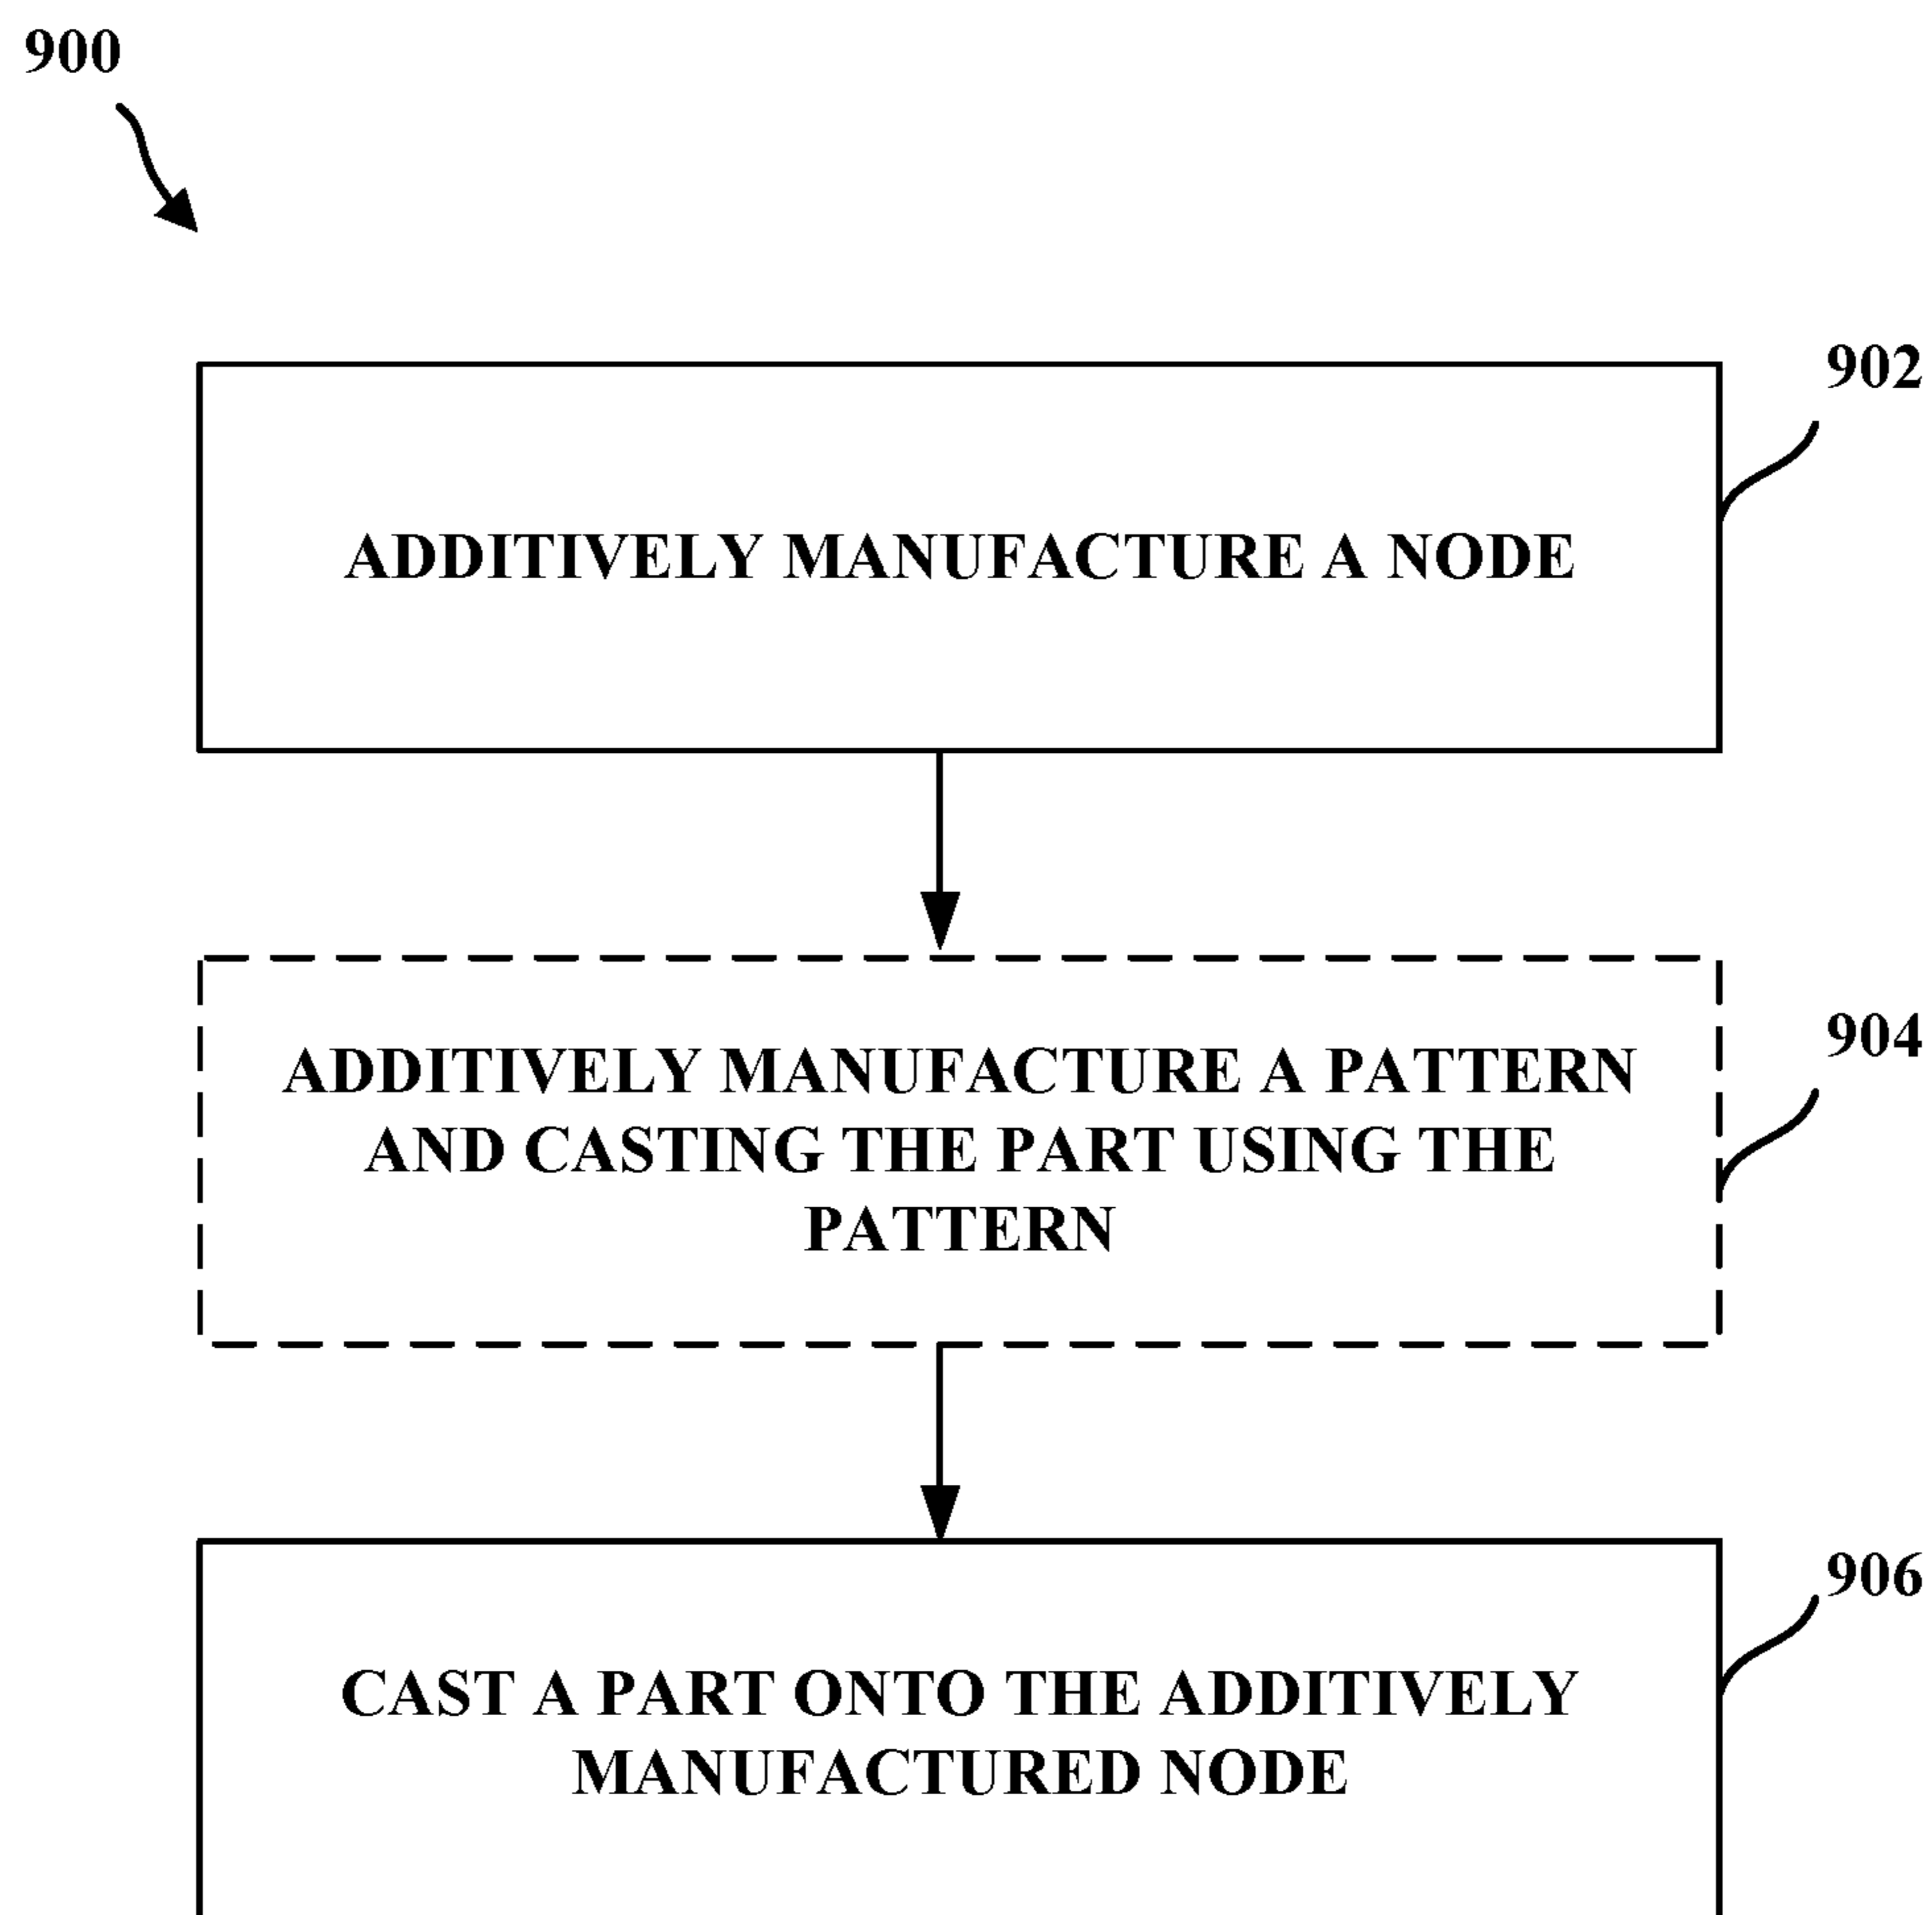 900
902
ADDITIVELY MANUFACTURE A NODE
904
ADDITIVELY MANUFACTURE A PATTERN
AND CASTING THE PART USING THE
PATTERN
906
CAST A PART ONTO THE ADDITIVELY
MANUFACTURED NODE